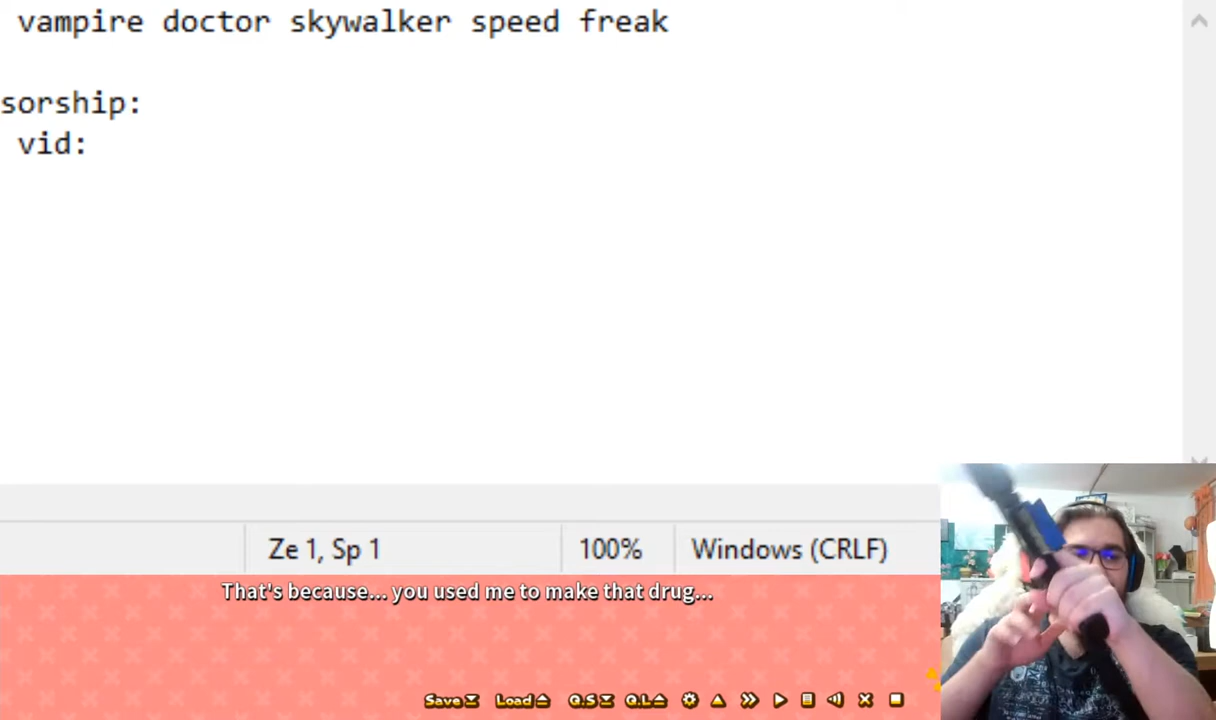 vampire doctor skywalker speed freak
sorship:
vid:
Ze 1, Sp 1
100%
Windows (CRLF)
That's because... you used me to make that drug...
Save
Load
Q.S
Q.L